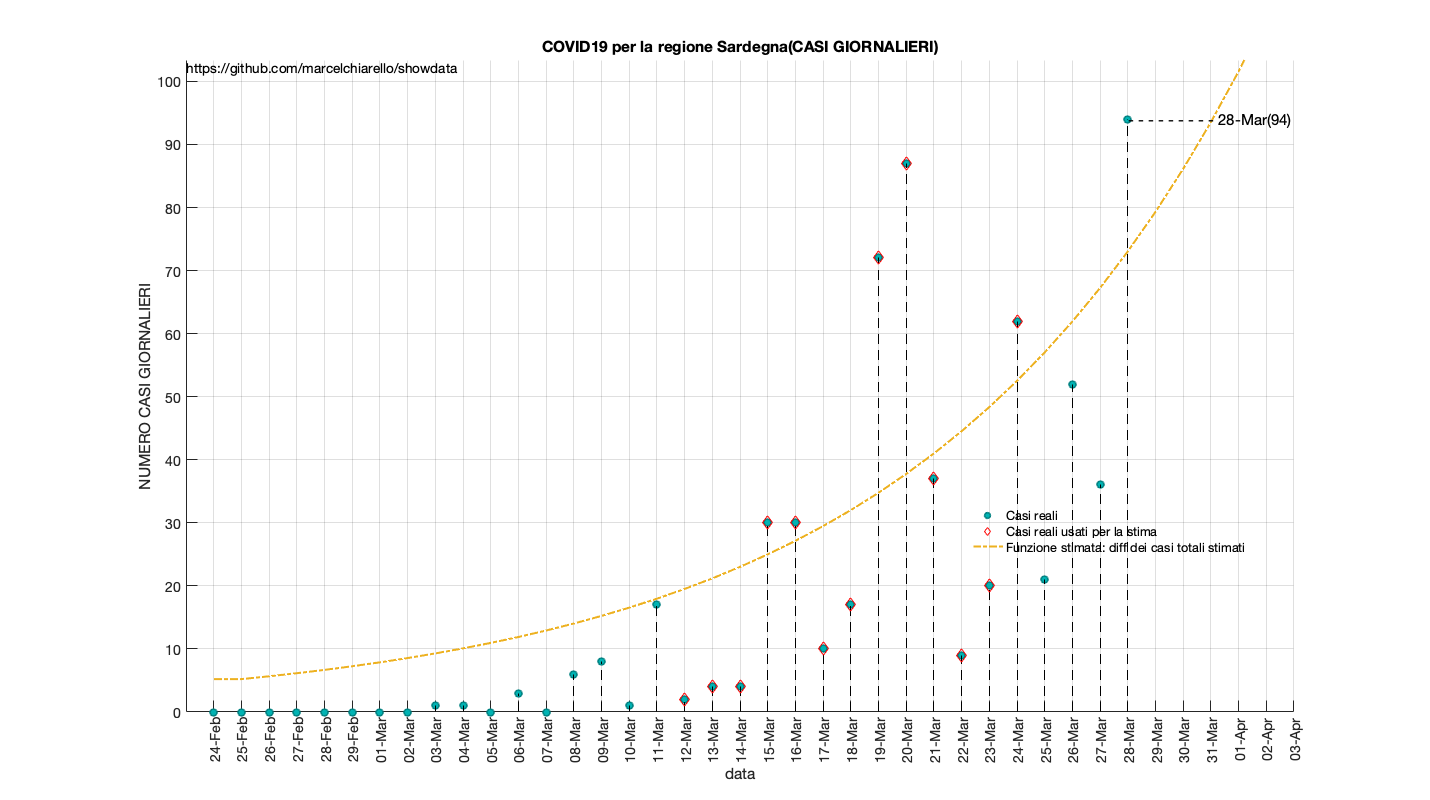 COVID19 per la regione Sardegna(CASI GIORNALIERI)
https://github.com/marcelchiarello/showdata
100
90
80
70
60
50
40
30
20
10
0
NUMERO CASI GIORNALIERI
28-Mar(94)
Casi reali
Casi reali usati per la stima
Funzione stimata: diff dei casi totali stimati
24-Feb
25-Feb
26-Feb
27-Feb
28-Feb
29-Feb
01-Mar
02-Mar
03-Mar
04-Mar
05-Mar
06-Mar
07-Mar
08-Mar
09-Mar
10-Mar
11-Mar
12-Mar
13-Mar
14-Mar
15-Mar
16-Mar
17-Mar
18-Mar
19-Mar
20-Mar
21-Mar
22-Mar
23-Mar
24-Mar
25-Mar
26-Mar
27-Mar
28-Mar
29-Mar
30-Mar
31-Mar
01-Apr
02-Apr
03-Apr
data